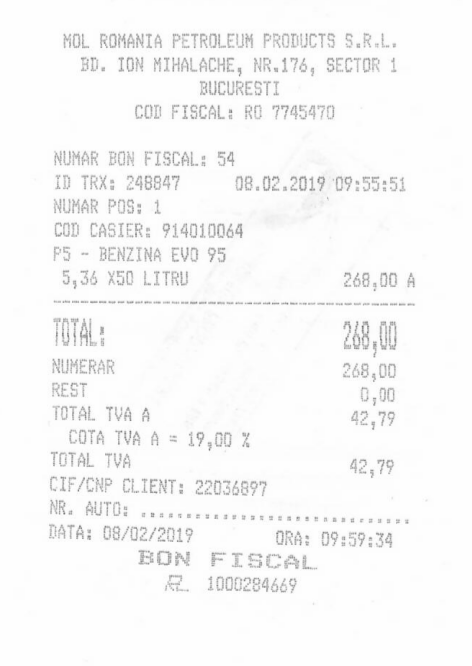 MOL ROMANIA PETROLEUM PRODUCTS S.R.L.
BD. ION MIHALACHE, NR.176, SECTOR 1
BUCURESTI
COD FISCAL: RO 7745470
NUMAR BON FISCAL: 54
ID TRX: 248847 08.02.2019 09:55:51
NUMAR POS: 1
COD CASIER: 914010064
P5 - BENZINA EVO 95
5,36 X50 LITRU 268,00 A
TOTAL: 268,00
NUMERAR 268,00
REST 0,00
TOTAL TVA A 42,79
COTA TVA A = 19,00 %
TOTAL TVA 42,79
CIF/CNP CLIENT: 22036897
NR. AUTO: ..............................
DATA: 08/02/2019 ORA: 09:59:34
BON FISCAL
1000284669